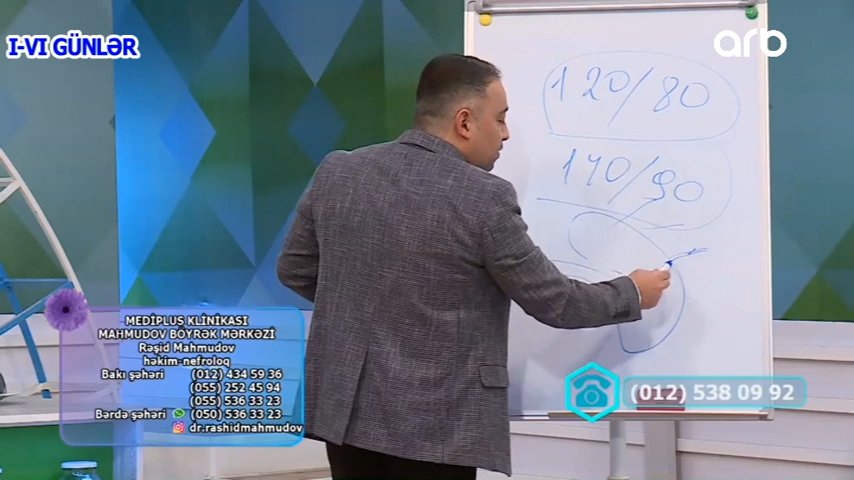 I-VI GÜNLƏR
arb
120/80
140/90
MEDİPLUS KLİNİKASI
MAHMUDOV BÖYRƏK MƏRKƏZİ
Rəşid Mahmudov
həkim-nefroloq
Bakı şəhəri (012) 434 59 36
(055) 252 45 94
(055) 536 33 23
Bərdə şəhəri (050) 536 33 23
dr.rashidmahmudov
(012) 538 09 92